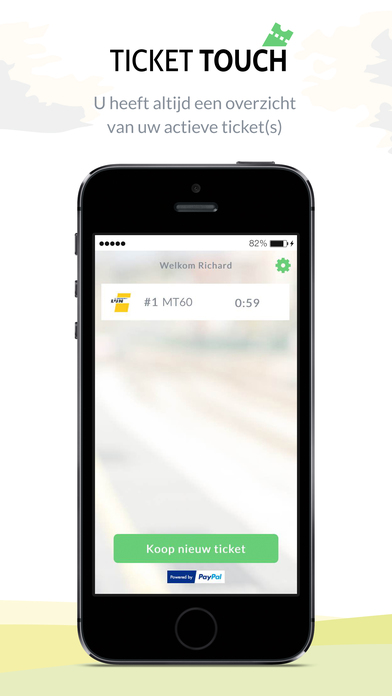 TICKET TOUCH
U heeft altijd een overzicht
van uw actieve ticket(s)
82%
Welkom Richard
#1 MT60 0:59
Koop nieuw ticket
Powered by PayPal